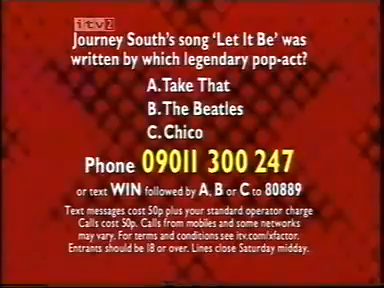 itv2
Journey South's song 'Let It Be' was
written by which legendary pop-act?
A. Take That
B. The Beatles
C. Chico
Phone 09011 300 247
or text WIN followed by A, B or C to 80889
Text messages cost 50p plus your standard operator charge
Calls cost 50p. Calls from mobiles and some networks
may vary. For terms and conditions see itv.com/xfactor.
Entrants should be 18 or over. Lines close Saturday midday.